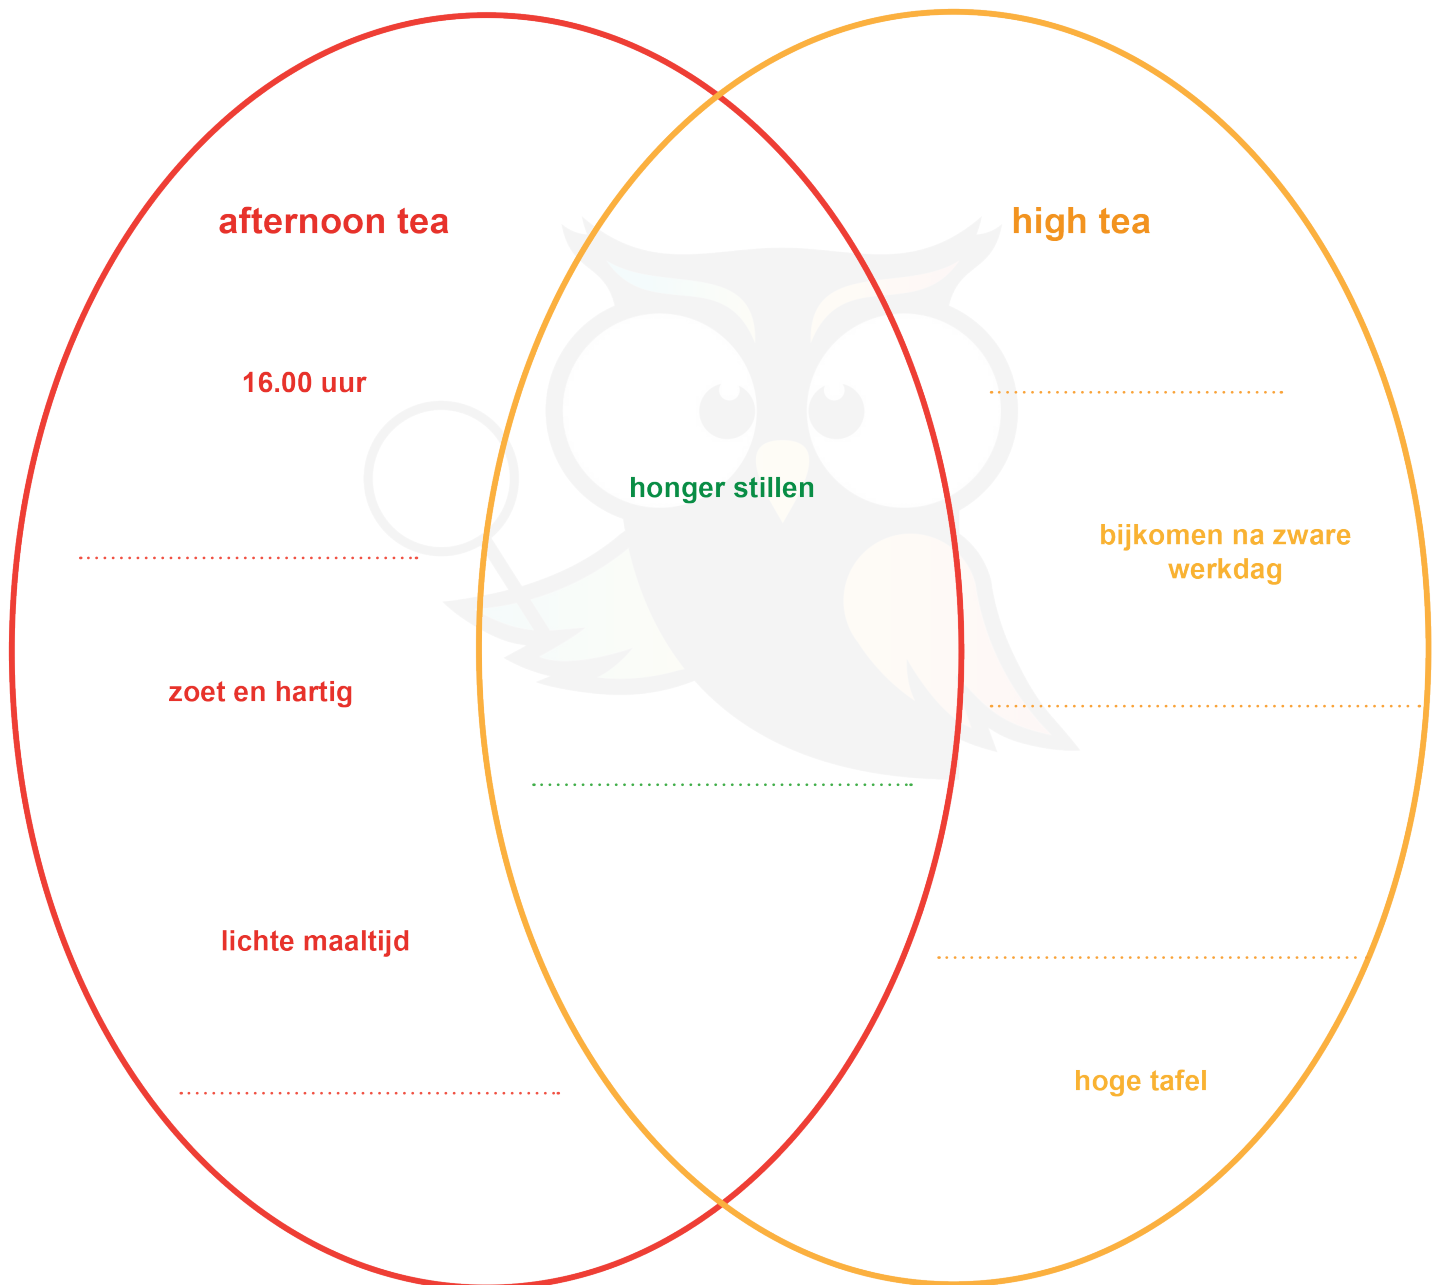 afternoon tea
high tea
16.00 uur
honger stillen
bijkomen na zware
werkdag
zoet en hartig
lichte maaltijd
hoge tafel